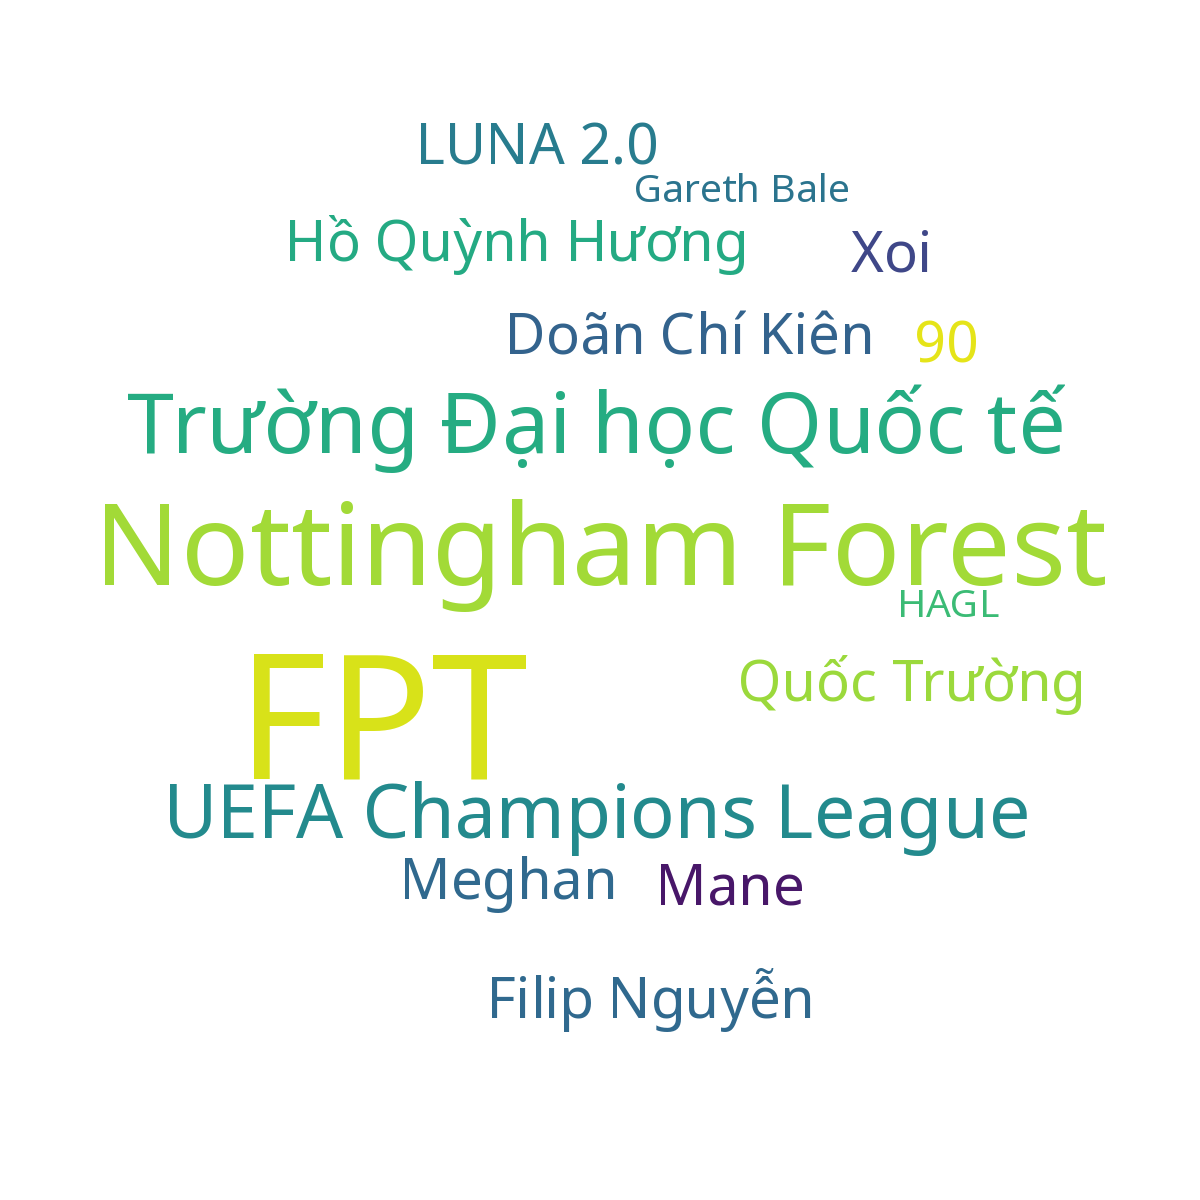 LUNA 2.0
Gareth Bale
Hồ Quỳnh Hương
Xoi
Doãn Chí Kiên
90
Trường Đại học Quốc tế
Nottingham Forest
HAGL
FPT
Quốc Trường
UEFA Champions League
Meghan
Mane
Filip Nguyễn